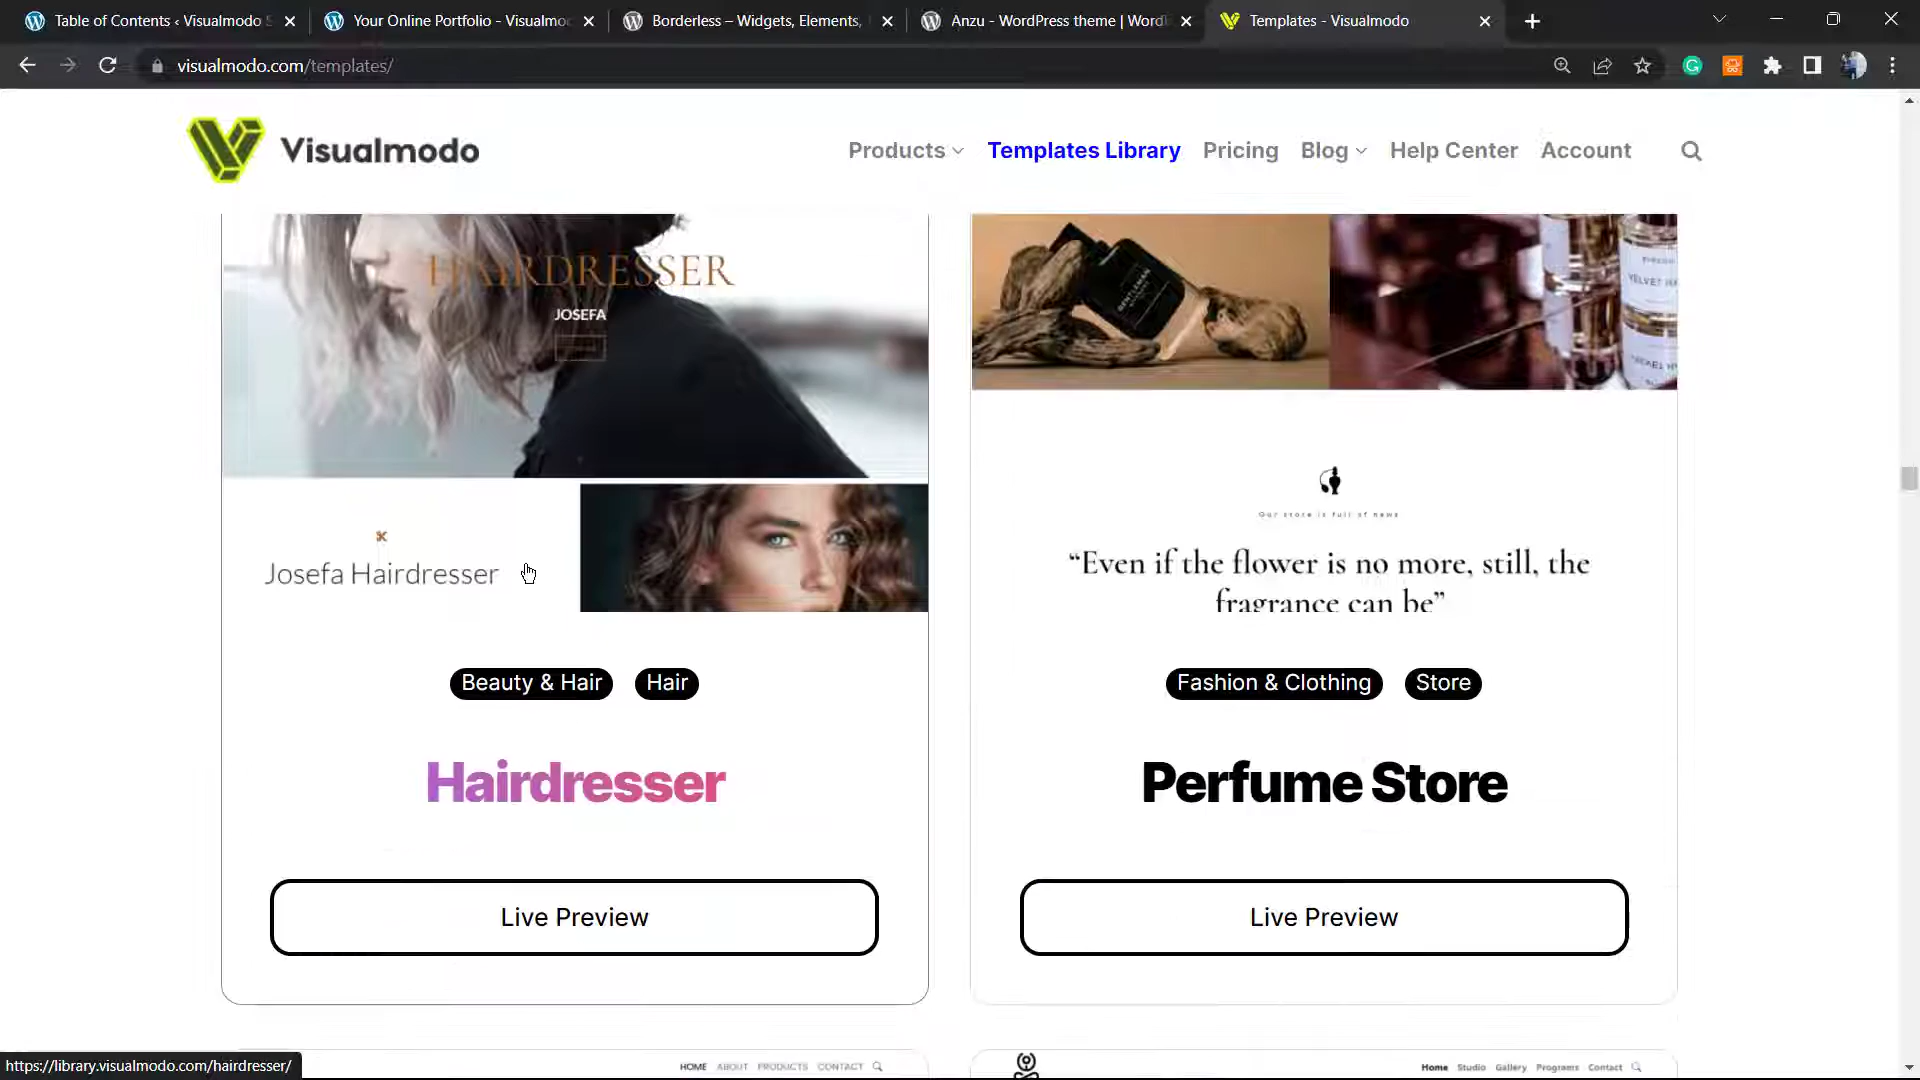 Table of Contents ‹ Visualmodo S
Your Online Portfolio - Visualmod
Borderless – Widgets, Elements,
Anzu - WordPress theme | Word
Templates - Visualmodo
visualmodo.com/templates/
Visualmodo
Products
Templates Library
Pricing
Blog
Help Center
Account
HAIRDRESSER
JOSEFA
Josefa Hairdresser
GENTLEMAN
VELVET
Our store is full of news
“Even if the flower is no more, still, the
fragrance can be”
Beauty & Hair
Hair
Fashion & Clothing
Store
Hairdresser
Perfume Store
Live Preview
Live Preview
HOME ABOUT PRODUCTS CONTACT
Home Studio Gallery Programs Contact
https://library.visualmodo.com/hairdresser/